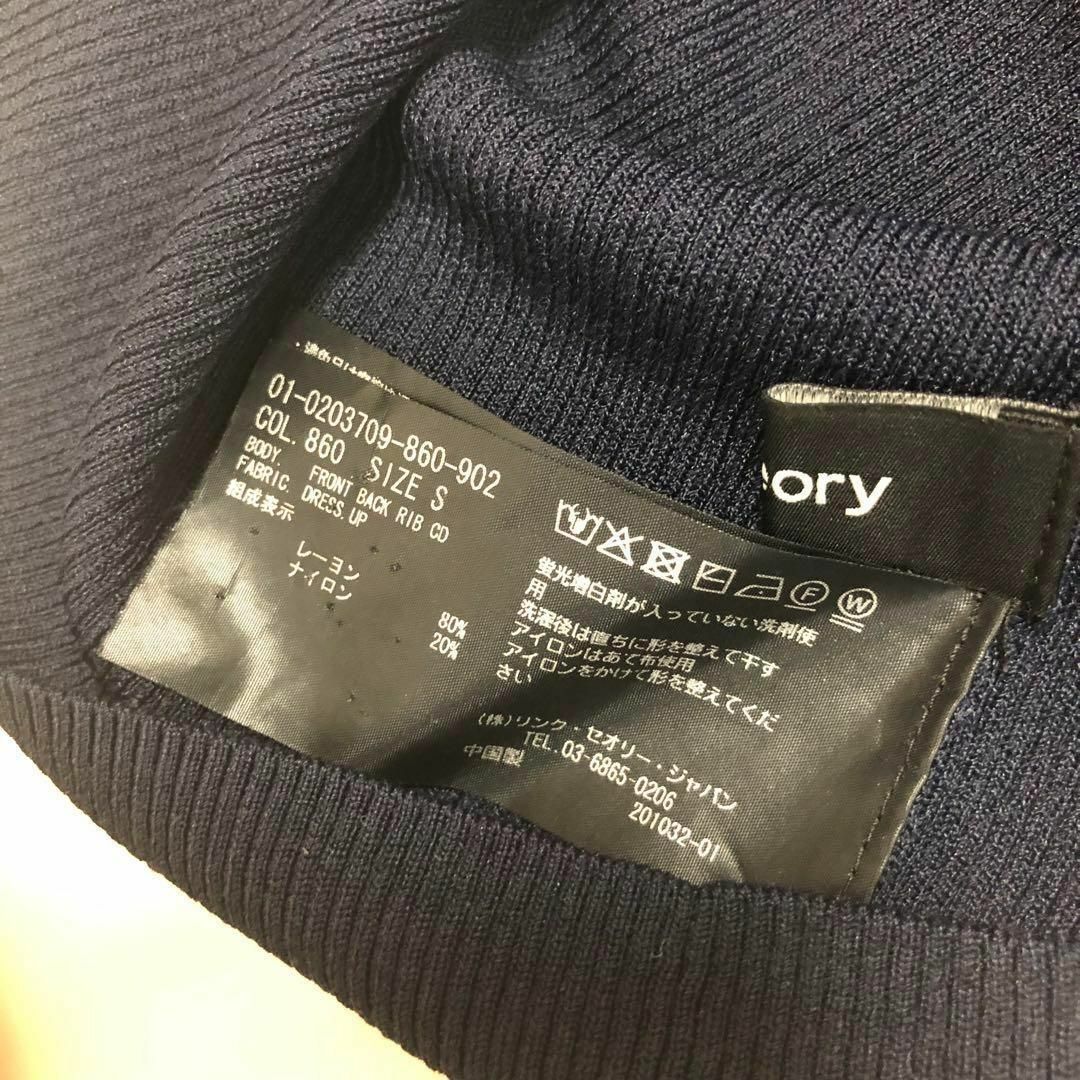 01-0203709-860-902
COL. 860 SIZE S
BODY. FRONT BACK RIB CD
FABRIC. DRESS.UP
組成表示
レーヨン 80%
ナイロン 20%
蛍光増白剤が入っていない洗剤使
用
洗濯後は直ちに形を整えて干す
アイロンはあて布使用
アイロンをかけて形を整えてくだ
さい
(株)リンク・セオリー・ジャパン
TEL.03-6865-0206
中国製
201032-01
eory
F
W